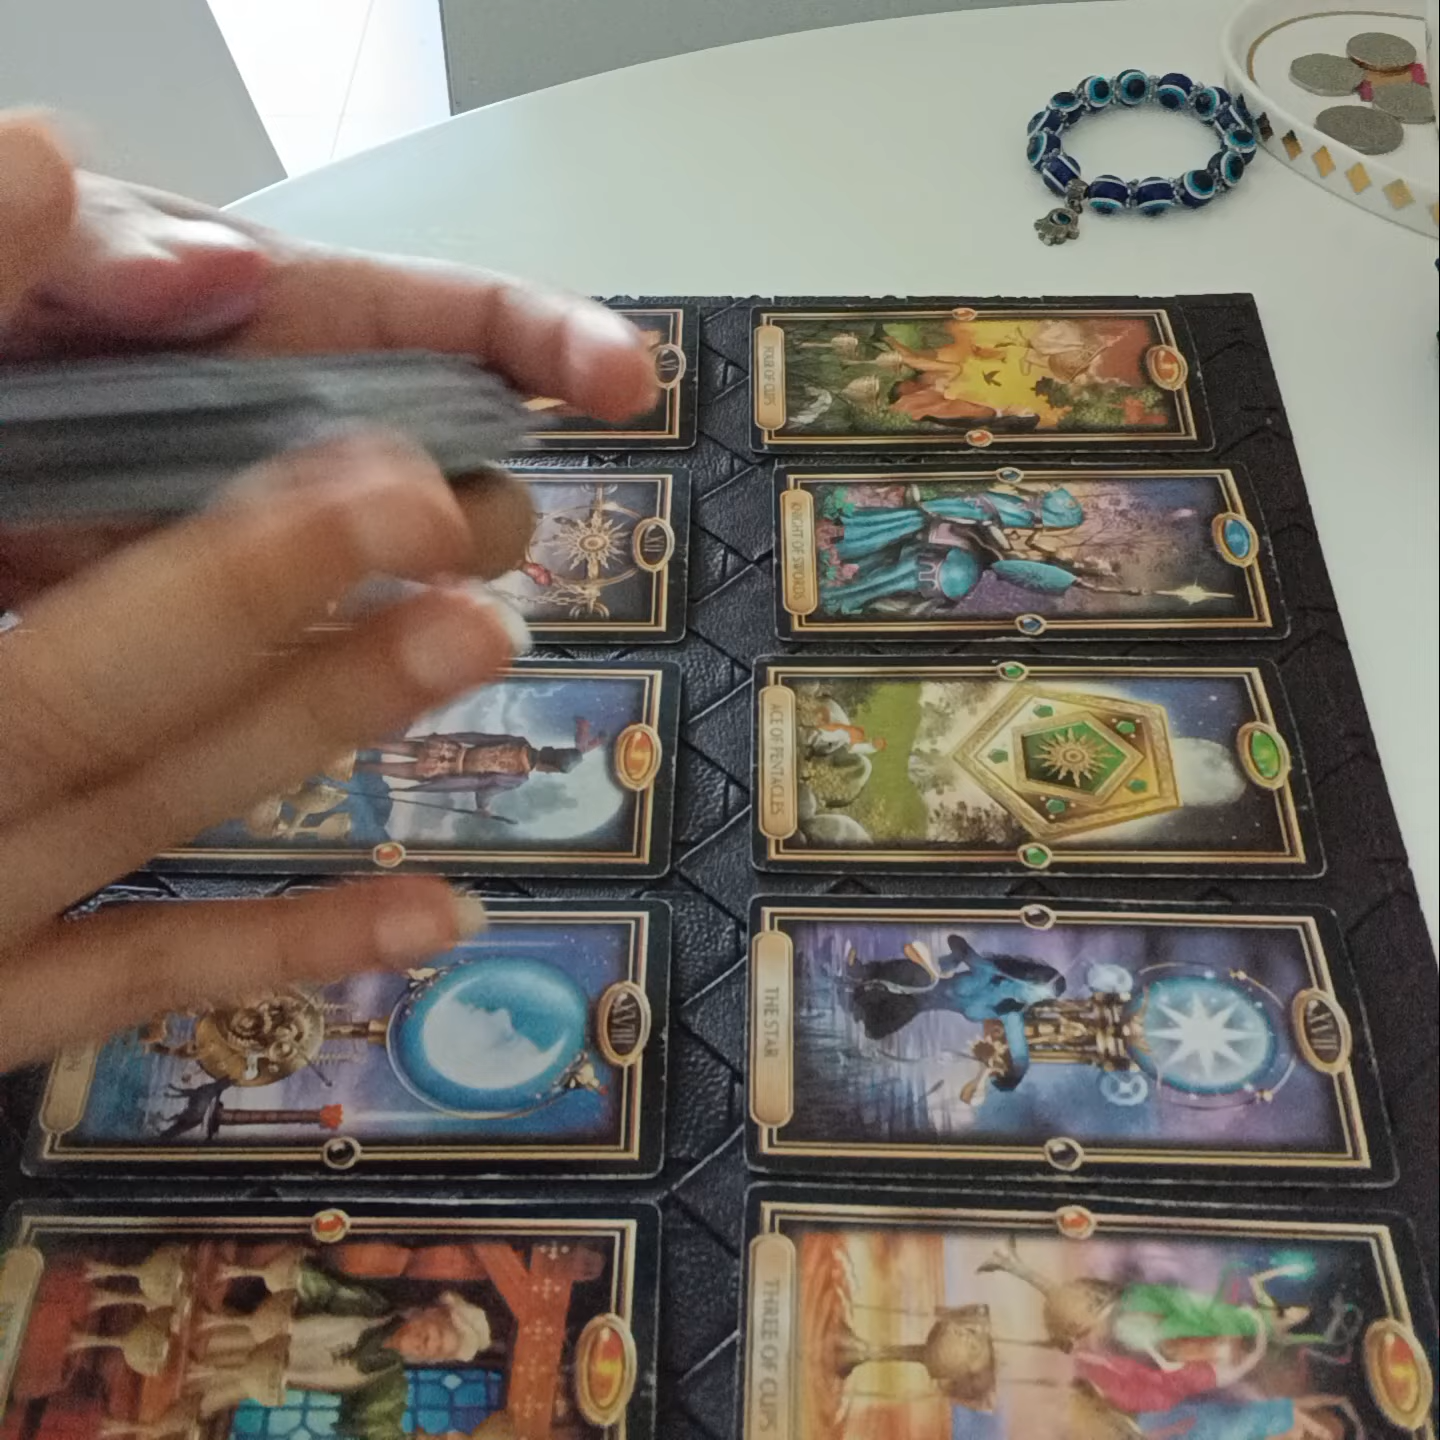 FOUR OF CUPS
KNIGHT OF SWORDS
XII
ACE OF PENTACLES
XVIII
THE STAR
XVII
THREE OF CUPS